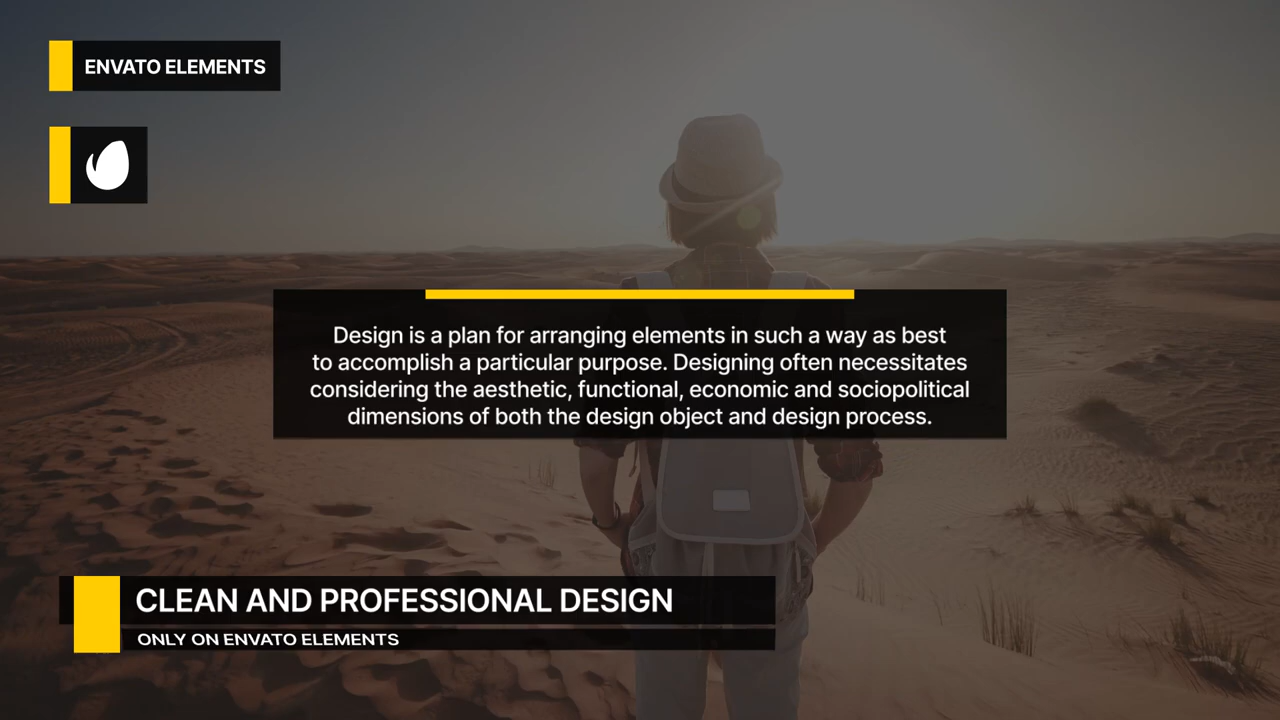 ENVATO ELEMENTS
Design is a plan for arranging elements in such a way as best
to accomplish a particular purpose. Designing often necessitates
considering the aesthetic, functional, economic and sociopolitical
dimensions of both the design object and design process.
CLEAN AND PROFESSIONAL DESIGN
ONLY ON ENVATO ELEMENTS